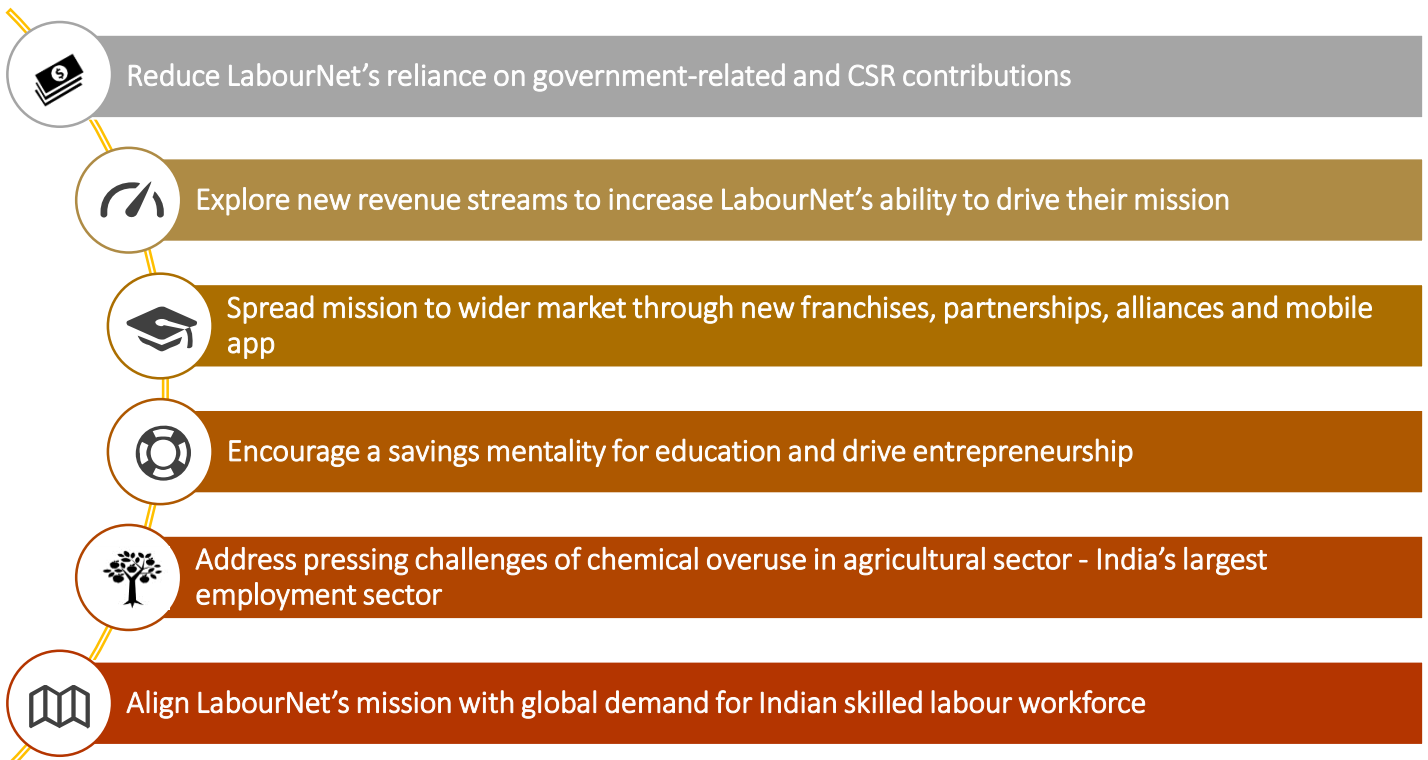 Reduce LabourNet’s reliance on government-related and CSR contributions
Explore new revenue streams to increase LabourNet’s ability to drive their mission
Spread mission to wider market through new franchises, partnerships, alliances and mobile
app
Encourage a savings mentality for education and drive entrepreneurship
Address pressing challenges of chemical overuse in agricultural sector - India’s largest
employment sector
Align LabourNet’s mission with global demand for Indian skilled labour workforce